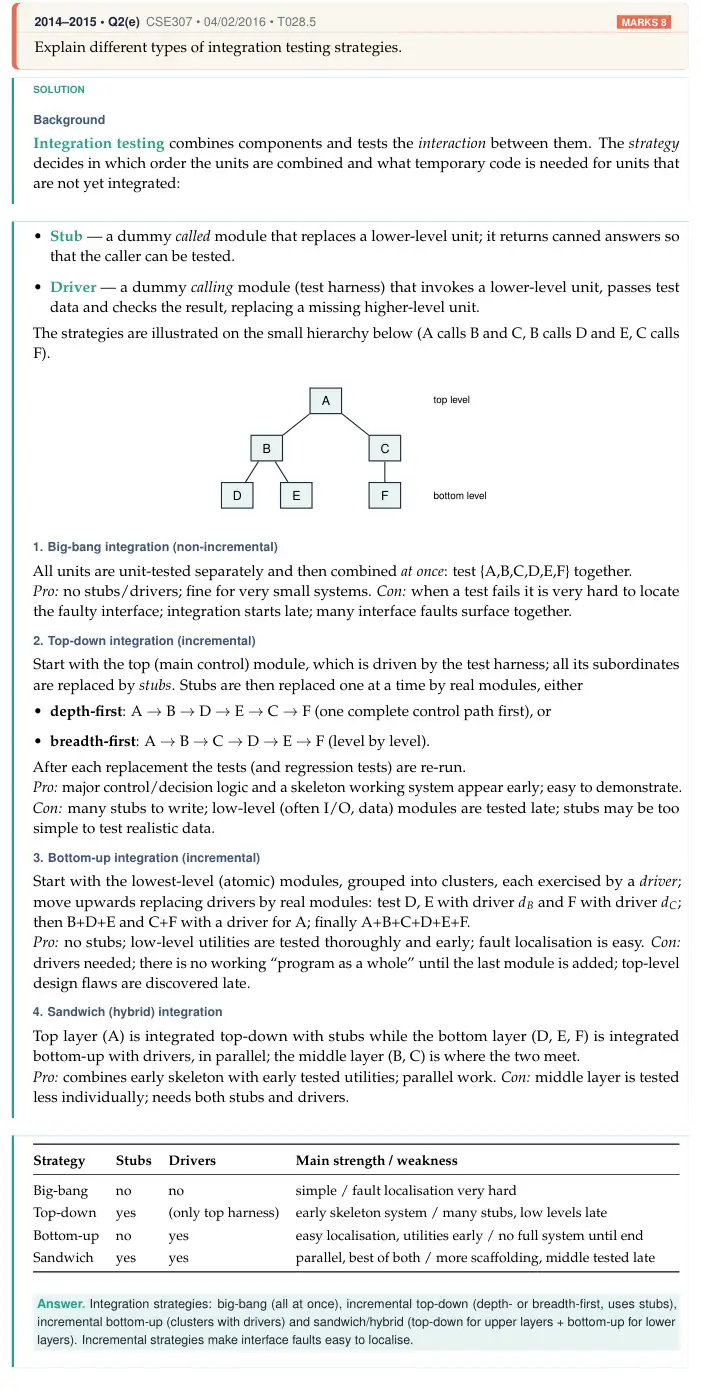 2014–2015 • Q2(e) CSE307 • 04/02/2016 • T028.5 MARKS 8
Explain different types of integration testing strategies.
SOLUTION
Background
Integration testing combines components and tests the interaction between them. The strategy
decides in which order the units are combined and what temporary code is needed for units that
are not yet integrated:
• Stub — a dummy called module that replaces a lower-level unit; it returns canned answers so
that the caller can be tested.
• Driver — a dummy calling module (test harness) that invokes a lower-level unit, passes test
data and checks the result, replacing a missing higher-level unit.
The strategies are illustrated on the small hierarchy below (A calls B and C, B calls D and E, C calls
F).
A top level
B C
D E F bottom level
1. Big-bang integration (non-incremental)
All units are unit-tested separately and then combined at once: test {A,B,C,D,E,F} together.
Pro: no stubs/drivers; fine for very small systems. Con: when a test fails it is very hard to locate
the faulty interface; integration starts late; many interface faults surface together.
2. Top-down integration (incremental)
Start with the top (main control) module, which is driven by the test harness; all its subordinates
are replaced by stubs. Stubs are then replaced one at a time by real modules, either
• depth-first: A → B → D → E → C → F (one complete control path first), or
• breadth-first: A → B → C → D → E → F (level by level).
After each replacement the tests (and regression tests) are re-run.
Pro: major control/decision logic and a skeleton working system appear early; easy to demonstrate.
Con: many stubs to write; low-level (often I/O, data) modules are tested late; stubs may be too
simple to test realistic data.
3. Bottom-up integration (incremental)
Start with the lowest-level (atomic) modules, grouped into clusters, each exercised by a driver;
move upwards replacing drivers by real modules: test D, E with driver d_B and F with driver d_C;
then B+D+E and C+F with a driver for A; finally A+B+C+D+E+F.
Pro: no stubs; low-level utilities are tested thoroughly and early; fault localisation is easy. Con:
drivers needed; there is no working “program as a whole” until the last module is added; top-level
design flaws are discovered late.
4. Sandwich (hybrid) integration
Top layer (A) is integrated top-down with stubs while the bottom layer (D, E, F) is integrated
bottom-up with drivers, in parallel; the middle layer (B, C) is where the two meet.
Pro: combines early skeleton with early tested utilities; parallel work. Con: middle layer is tested
less individually; needs both stubs and drivers.
Strategy Stubs Drivers Main strength / weakness
Big-bang no no simple / fault localisation very hard
Top-down yes (only top harness) early skeleton system / many stubs, low levels late
Bottom-up no yes easy localisation, utilities early / no full system until end
Sandwich yes yes parallel, best of both / more scaffolding, middle tested late
Answer. Integration strategies: big-bang (all at once), incremental top-down (depth- or breadth-first, uses stubs),
incremental bottom-up (clusters with drivers) and sandwich/hybrid (top-down for upper layers + bottom-up for lower
layers). Incremental strategies make interface faults easy to localise.